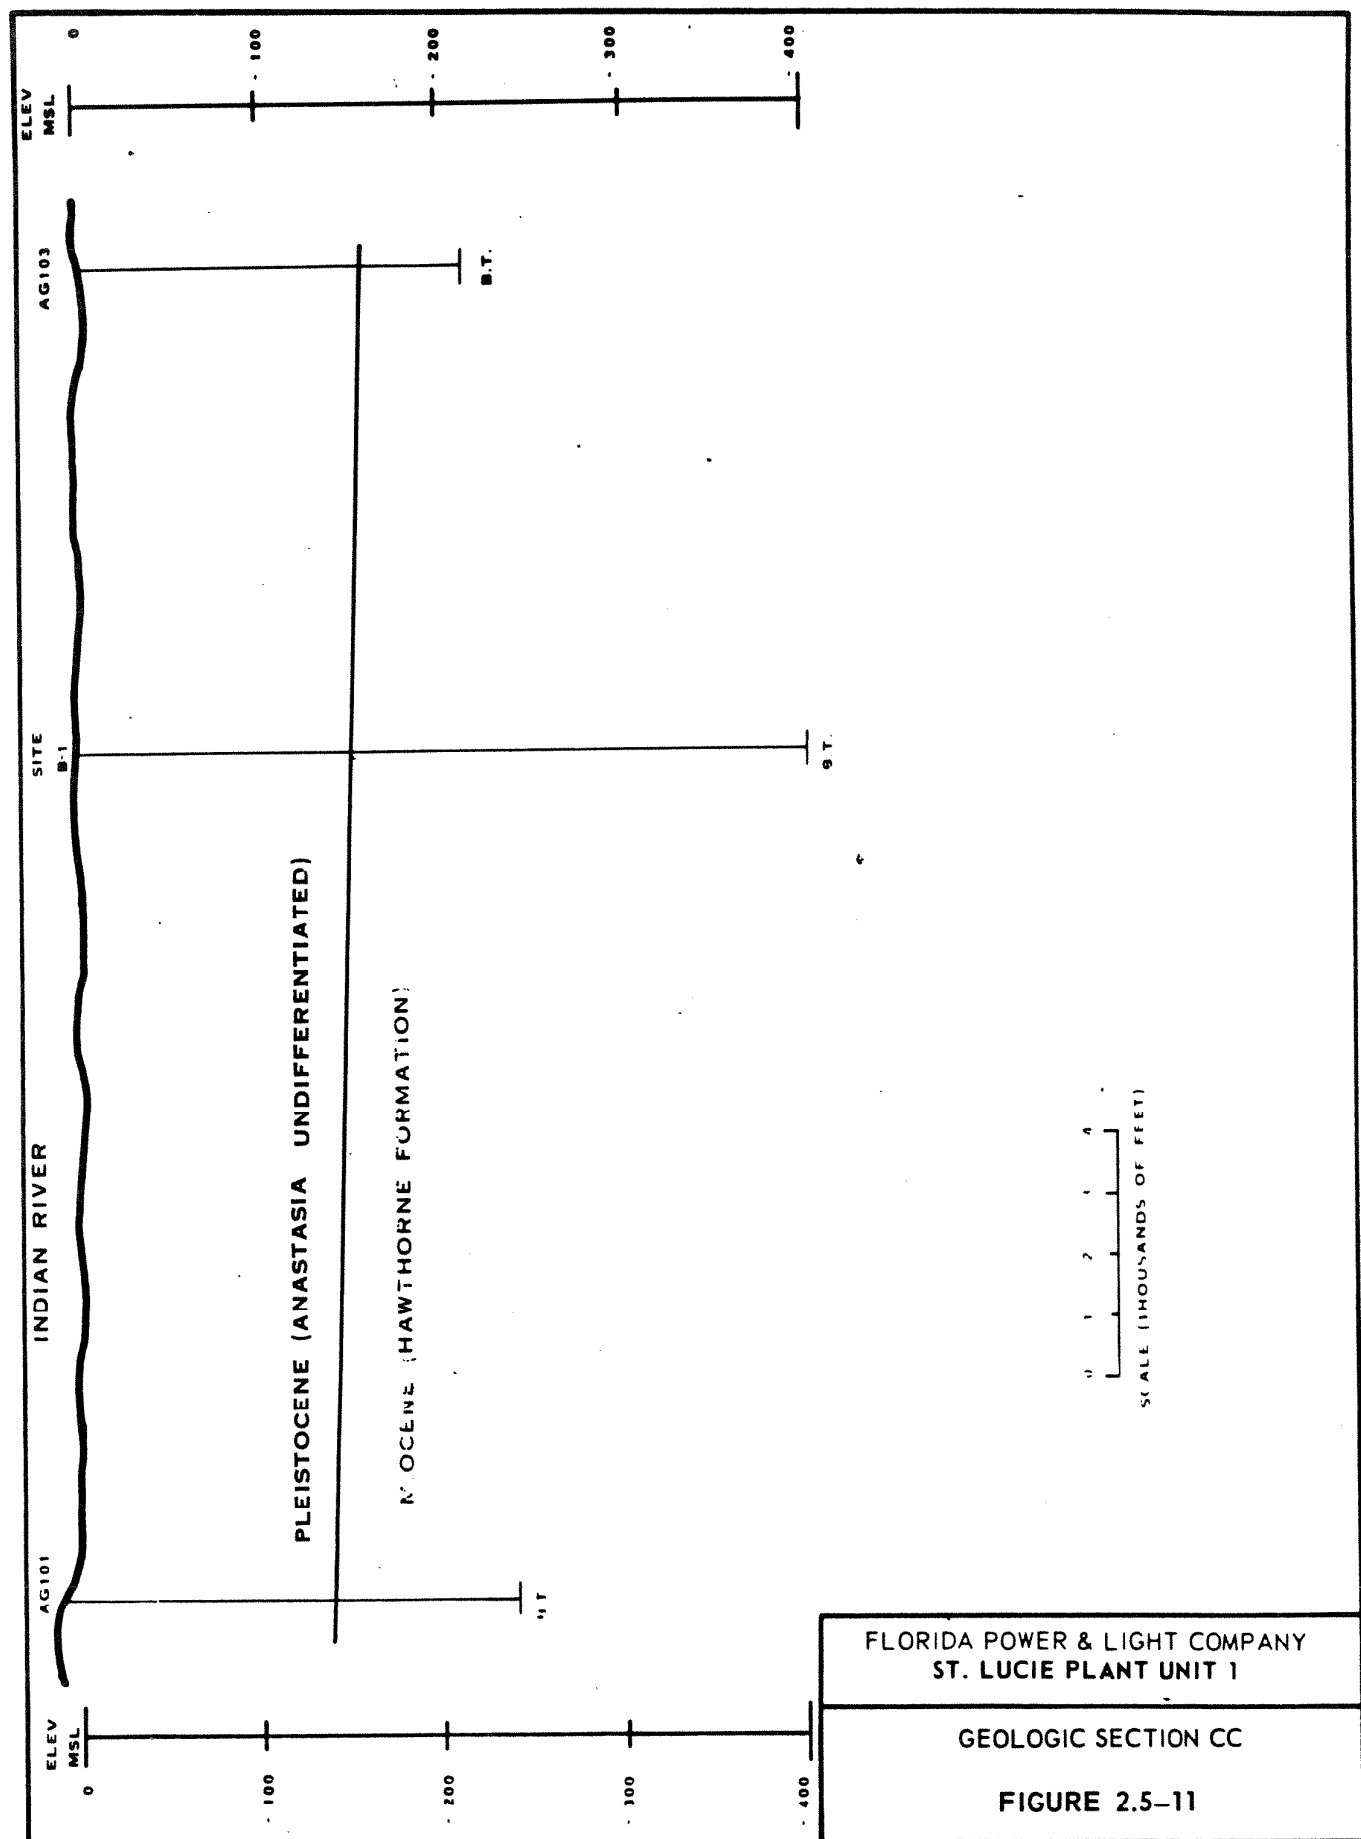 ELEV
MSL
0
- 100
- 200
- 300
- 400
AG101
INDIAN RIVER
SITE
B-1
AG103
ELEV
MSL
0
- 100
- 200
- 300
- 400
PLEISTOCENE (ANASTASIA UNDIFFERENTIATED)
(HAWTHORNE FORMATION)
B.T.
B.T.
0 1 2 4
SCALE (THOUSANDS OF FEET)
FLORIDA POWER & LIGHT COMPANY
ST. LUCIE PLANT UNIT 1
GEOLOGIC SECTION CC
FIGURE 2.5–11